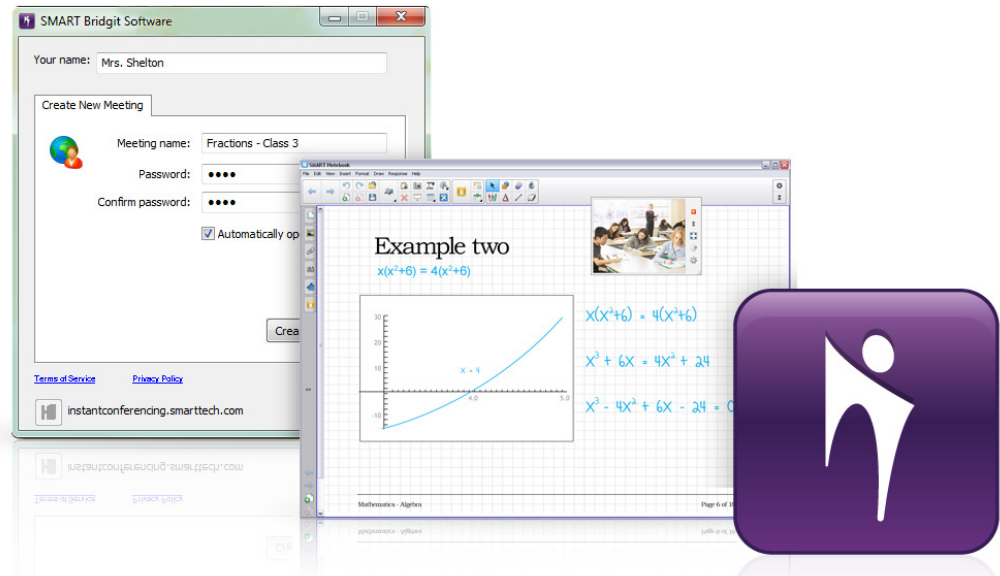 SMART Bridgit Software
Your name: Mrs. Shelton
Create New Meeting
Meeting name: Fractions - Class 3
Password: ●●●●
Confirm password: ●●●●
Automatically op
Crea
Terms of Service Privacy Policy
instantconferencing.smarttech.com
SMART Notebook
File Edit View Insert Format Draw Response Help
Example two
x(x²+6) = 4(x²+6)
30
20
10
x = 4
4.0 5.0
-10
x(x²+6) = 4(x²+6)
x³ + 6x = 4x² + 24
x³ - 4x² + 6x - 24 = 0
Mathematics - Algebra
Page 6 of